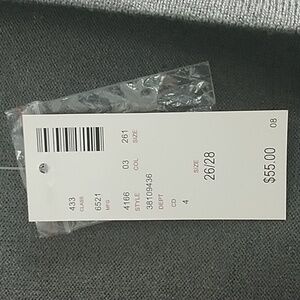 433
CLASS
6521
MFG
4166 03 261
STYLE COL SIZE
38109436
DEPT
CD
4
SIZE
26/28
$55.00
08